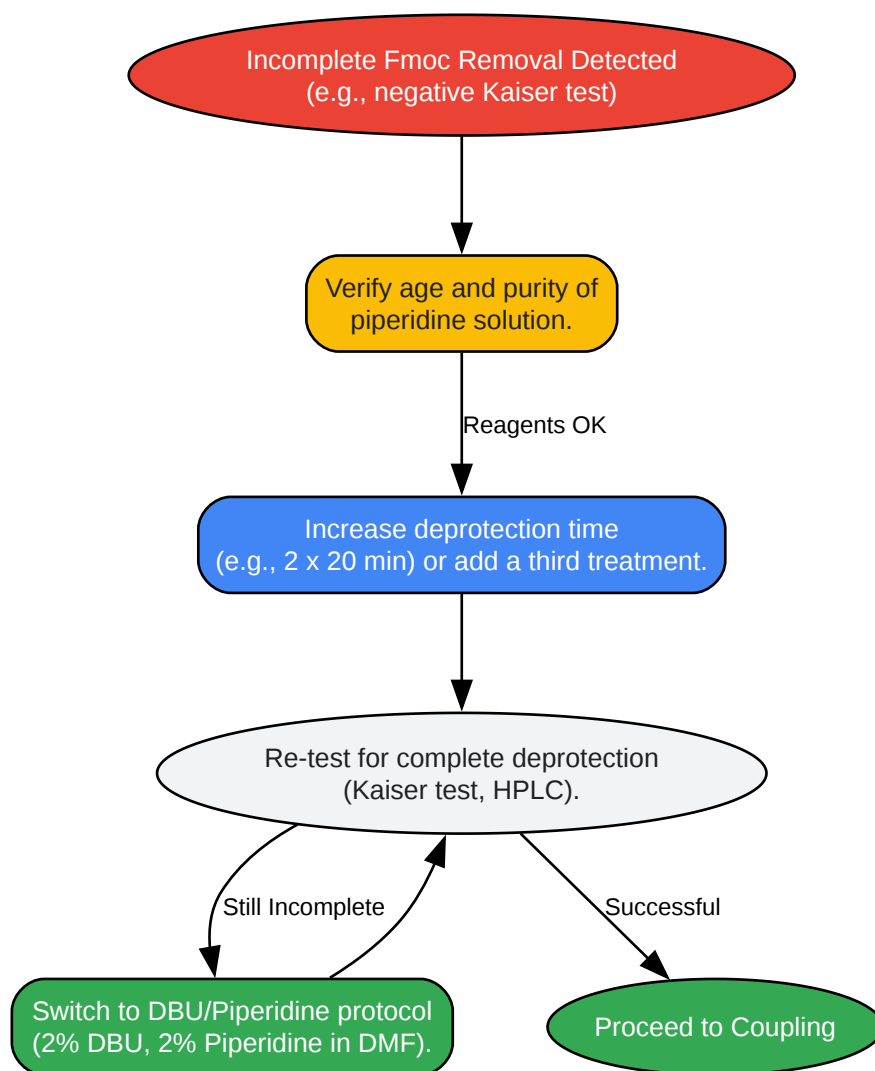 Incomplete Fmoc Removal Detected
(e.g., negative Kaiser test)
Verify age and purity of
piperidine solution.
Reagents OK
Increase deprotection time
(e.g., 2 x 20 min) or add a third treatment.
Re-test for complete deprotection
(Kaiser test, HPLC).
Still Incomplete
Successful
Switch to DBU/Piperidine protocol
(2% DBU, 2% Piperidine in DMF).
Proceed to Coupling